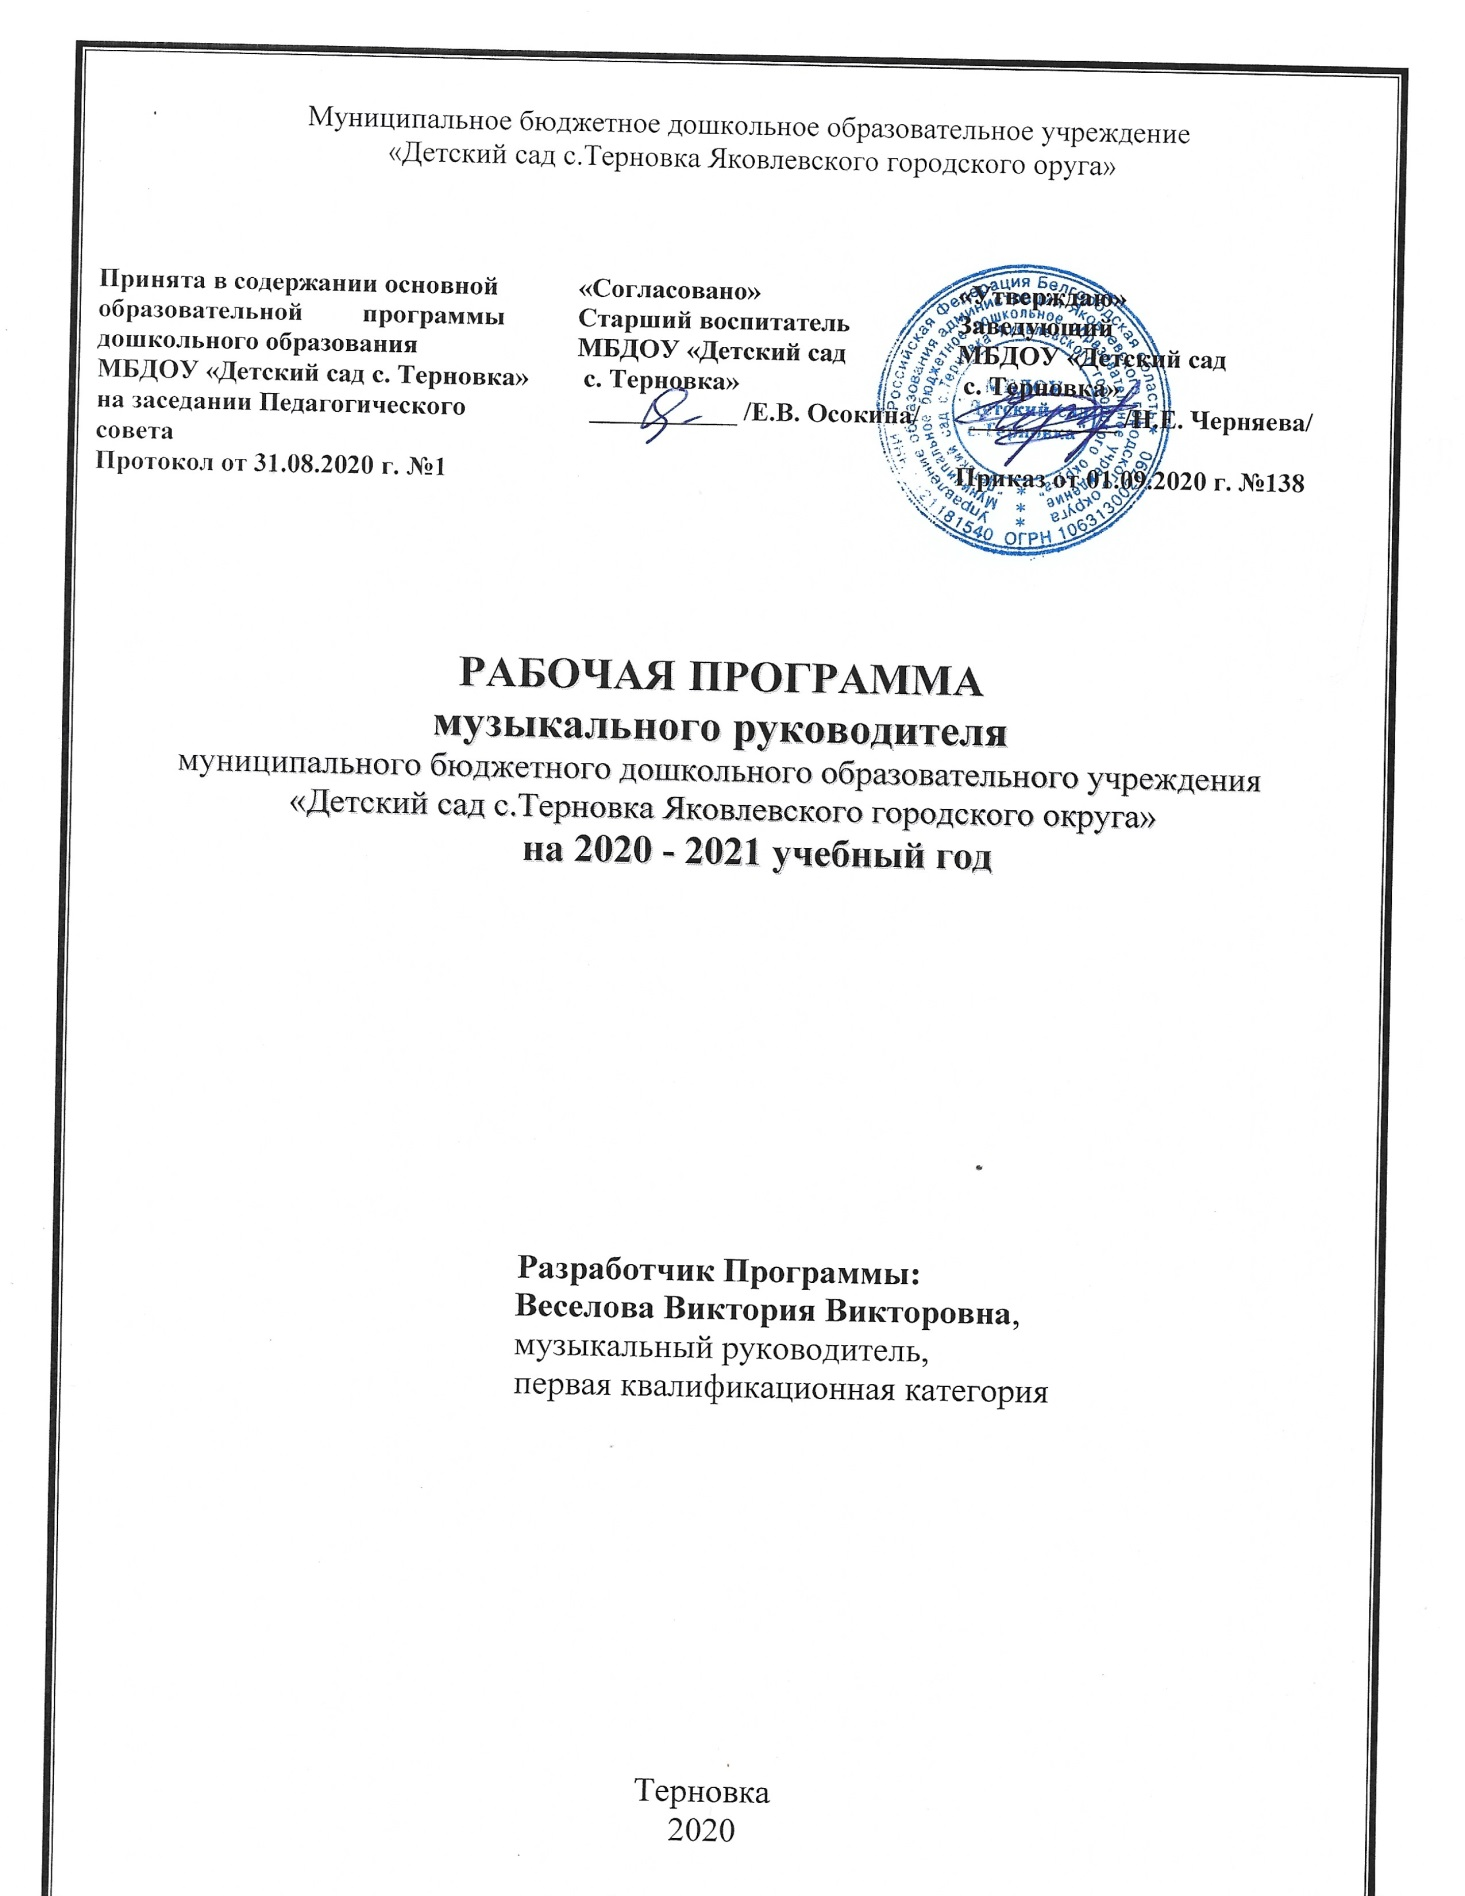 Муниципальное бюджетное дошкольное образовательное учреждение
«Детский сад с.Терновка Яковлевского городского оруга»
Принята в содержании основной
образовательной программы
дошкольного образования
МБДОУ «Детский сад с. Терновка»
на заседании Педагогического
совета
Протокол от 31.08.2020 г. №1
«Согласовано»
Старший воспитатель
МБДОУ «Детский сад
с. Терновка»
/Е.В. Осокина/
«Утверждаю»
Заведующий
МБДОУ «Детский сад
с. Терновка»
/Н.Е. Черняева/
Приказ от 01.09.2020 г. №138
Российская Федерация Белгородская область
РАБОЧАЯ ПРОГРАММА
музыкального руководителя
муниципального бюджетного дошкольного образовательного учреждения
«Детский сад с.Терновка Яковлевского городского округа»
на 2020 - 2021 учебный год
Разработчик Программы:
Веселова Виктория Викторовна,
музыкальный руководитель,
первая квалификационная категория
Терновка
2020